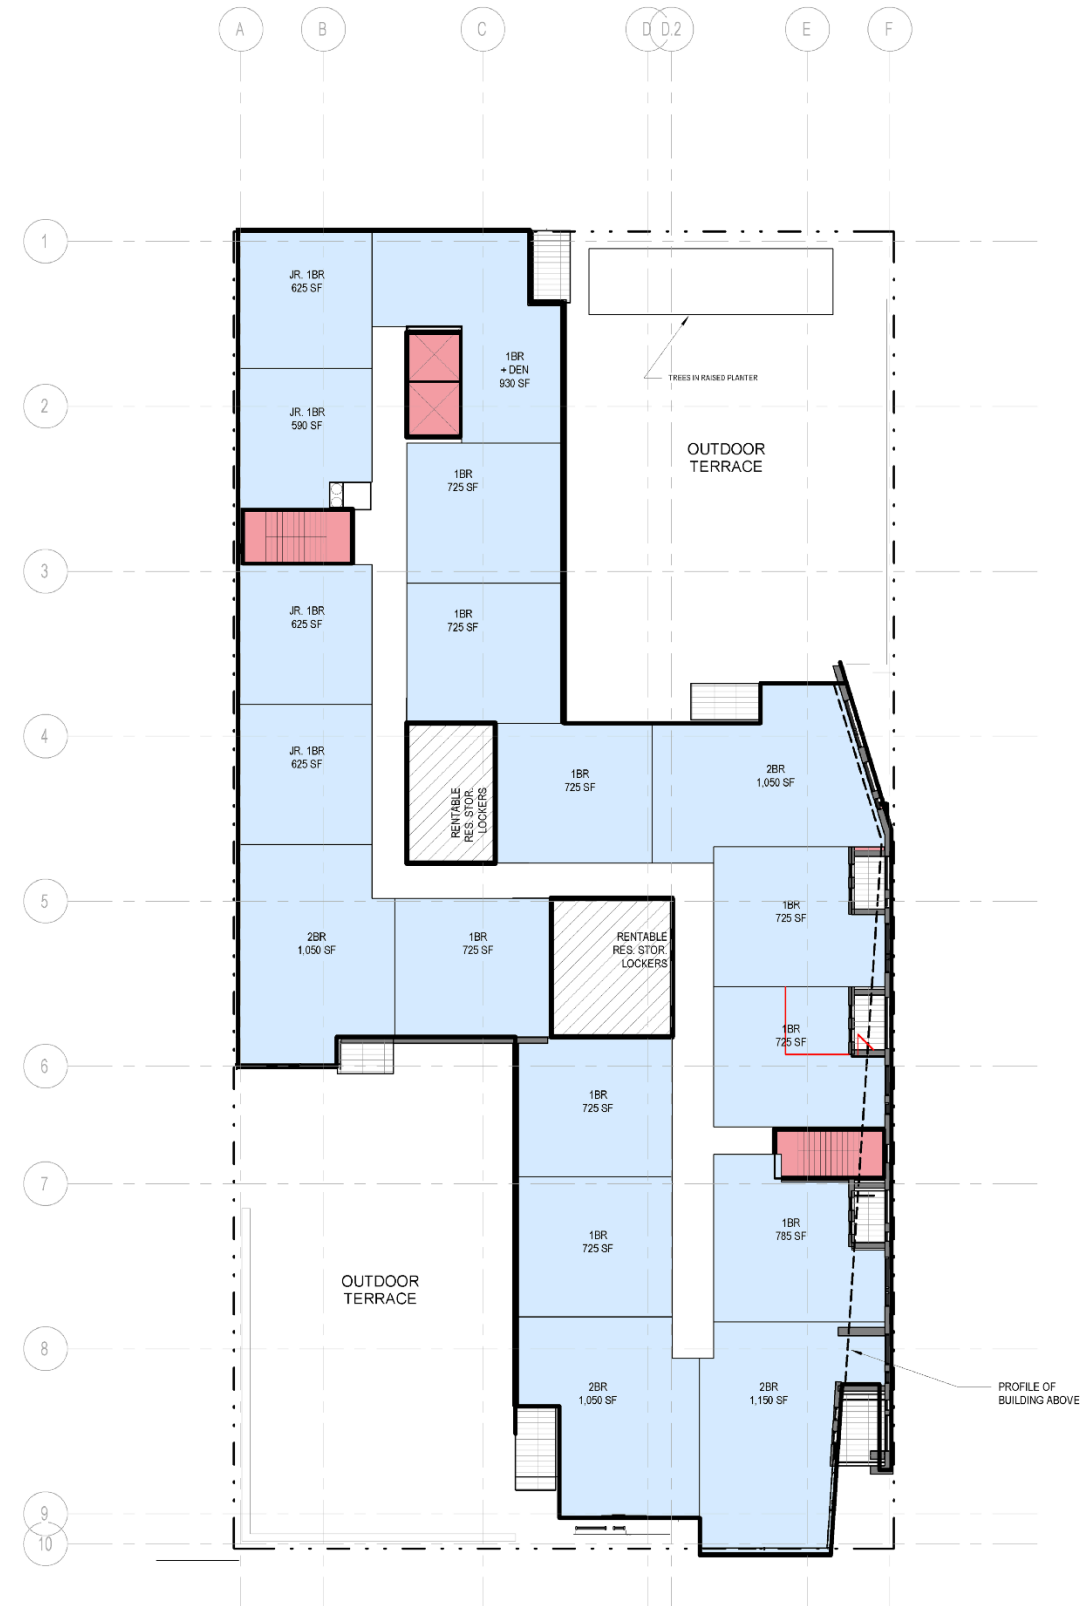 A
B
C
D
D.2
E
F
1
2
3
4
5
6
7
8
9
10
JR. 1BR
625 SF
1BR
+ DEN
930 SF
TREES IN RAISED PLANTER
JR. 1BR
590 SF
OUTDOOR
TERRACE
1BR
725 SF
JR. 1BR
625 SF
1BR
725 SF
JR. 1BR
625 SF
RENTABLE
RES. STOR.
LOCKERS
1BR
725 SF
2BR
1,050 SF
1BR
725 SF
2BR
1,050 SF
1BR
725 SF
RENTABLE
RES. STOR.
LOCKERS
1BR
725 SF
1BR
725 SF
1BR
725 SF
1BR
785 SF
OUTDOOR
TERRACE
2BR
1,050 SF
2BR
1,150 SF
PROFILE OF
BUILDING ABOVE